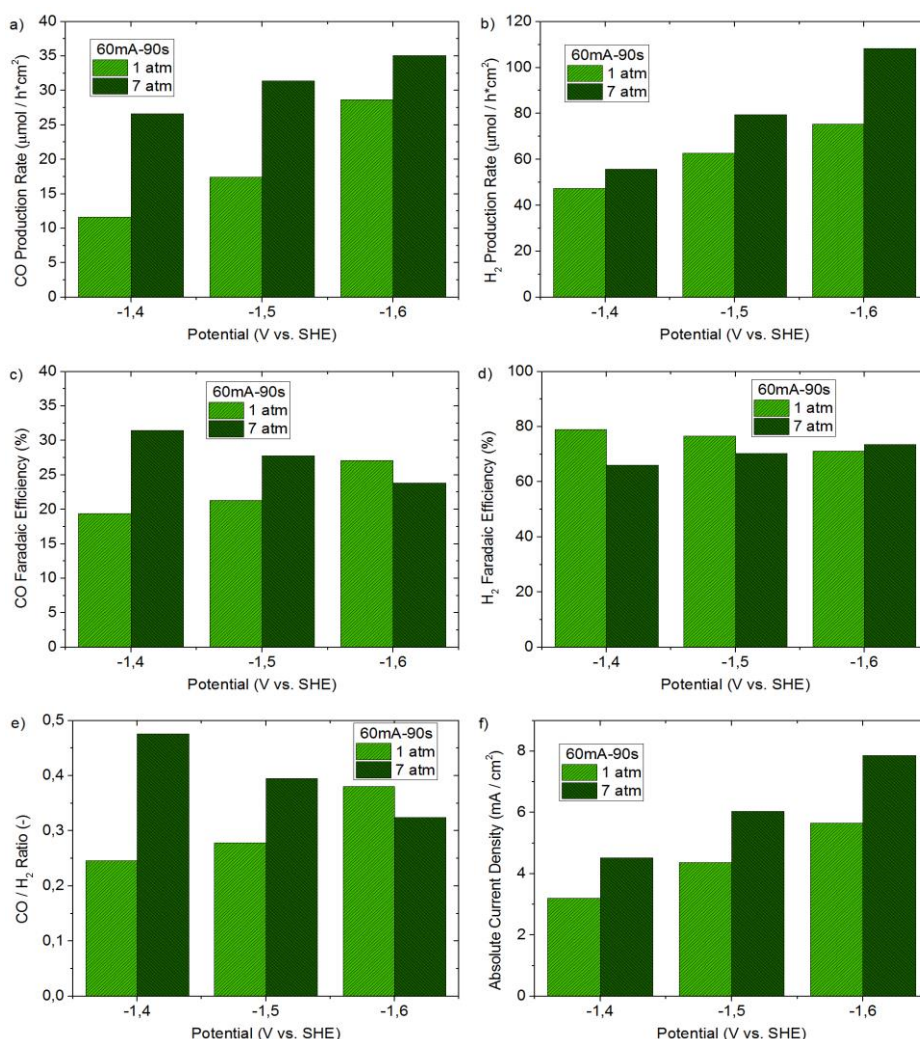 a)
CO Production Rate (µmol / h*cm²)
40
35
30
25
20
15
10
5
0
60mA-90s
1 atm
7 atm
-1,4
-1,5
-1,6
Potential (V vs. SHE)
b)
H₂ Production Rate (µmol / h*cm²)
120
100
80
60
40
20
0
60mA-90s
1 atm
7 atm
-1,4
-1,5
-1,6
Potential (V vs. SHE)
c)
CO Faradaic Efficiency (%)
40
35
30
25
20
15
10
5
0
60mA-90s
1 atm
7 atm
-1,4
-1,5
-1,6
Potential (V vs. SHE)
d)
H₂ Faradaic Efficiency (%)
100
80
60
40
20
0
60mA-90s
1 atm
7 atm
-1,4
-1,5
-1,6
Potential (V vs. SHE)
e)
CO / H₂ Ratio (-)
0,5
0,4
0,3
0,2
0,1
0,0
60mA-90s
1 atm
7 atm
-1,4
-1,5
-1,6
Potential (V vs. SHE)
f)
Absolute Current Density (mA / cm²)
8
6
4
2
0
60mA-90s
1 atm
7 atm
-1,4
-1,5
-1,6
Potential (V vs. SHE)